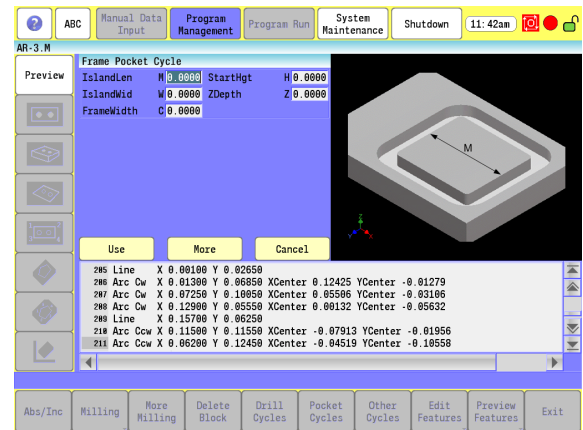 ? ABC Manual Data Input Program Management Program Run System Maintenance Shutdown 11:42am
AR-3.M
Preview
Frame Pocket Cycle
IslandLen M 0.0000 StartHgt H 0.0000
IslandWid W 0.0000 ZDepth Z 0.0000
FrameWidth C 0.0000
M
Z
Y X
Use More Cancel
205 Line X 0.00100 Y 0.02650
206 Arc Cw X 0.01300 Y 0.06850 XCenter 0.12425 YCenter -0.01279
207 Arc Cw X 0.07250 Y 0.10050 XCenter 0.05506 YCenter -0.03106
208 Arc Cw X 0.12900 Y 0.05550 XCenter 0.00132 YCenter -0.05632
209 Line X 0.15700 Y 0.06250
210 Arc Ccw X 0.11500 Y 0.11550 XCenter -0.07913 YCenter -0.01956
211 Arc Ccw X 0.06200 Y 0.12450 XCenter -0.04519 YCenter -0.10558
Abs/Inc Milling More Milling Delete Block Drill Cycles Pocket Cycles Other Cycles Edit Features Preview Features Exit